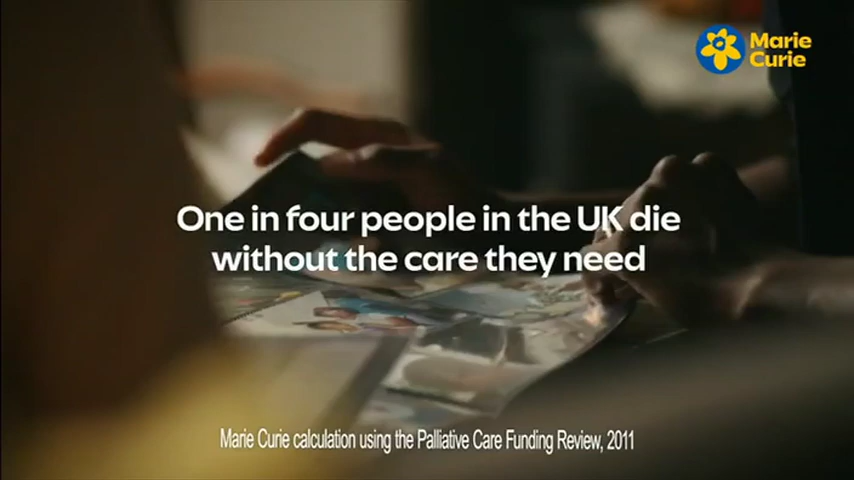 Marie
Curie
One in four people in the UK die
without the care they need
Marie Curie calculation using the Palliative Care Funding Review, 2011